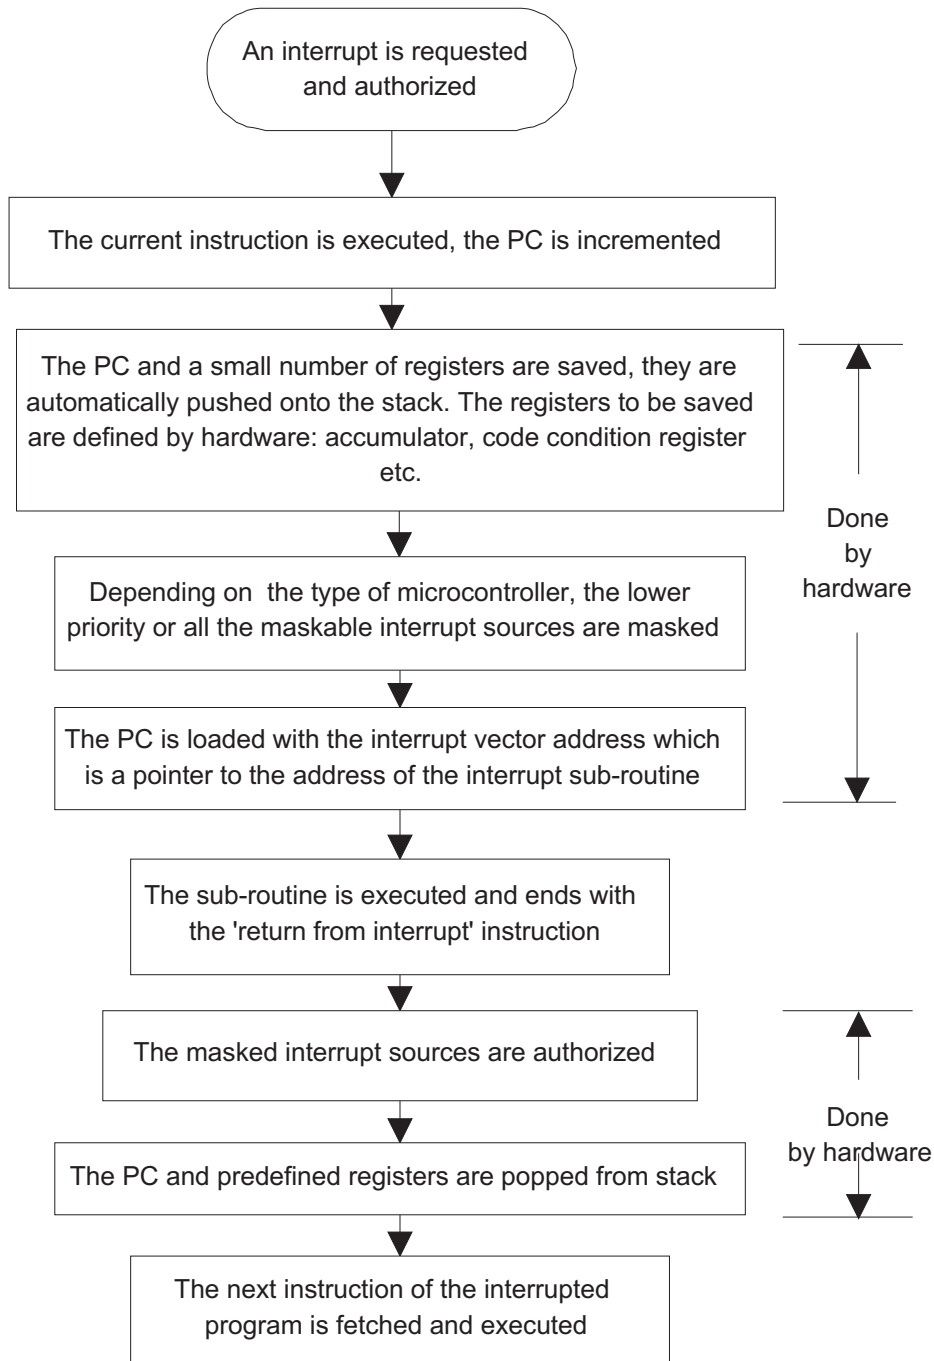 An interrupt is requested
and authorized
The current instruction is executed, the PC is incremented
The PC and a small number of registers are saved, they are
automatically pushed onto the stack. The registers to be saved
are defined by hardware: accumulator, code condition register
etc.
Done
by
hardware
Depending on the type of microcontroller, the lower
priority or all the maskable interrupt sources are masked
The PC is loaded with the interrupt vector address which
is a pointer to the address of the interrupt sub-routine
The sub-routine is executed and ends with
the 'return from interrupt' instruction
The masked interrupt sources are authorized
Done
by hardware
The PC and predefined registers are popped from stack
The next instruction of the interrupted
program is fetched and executed